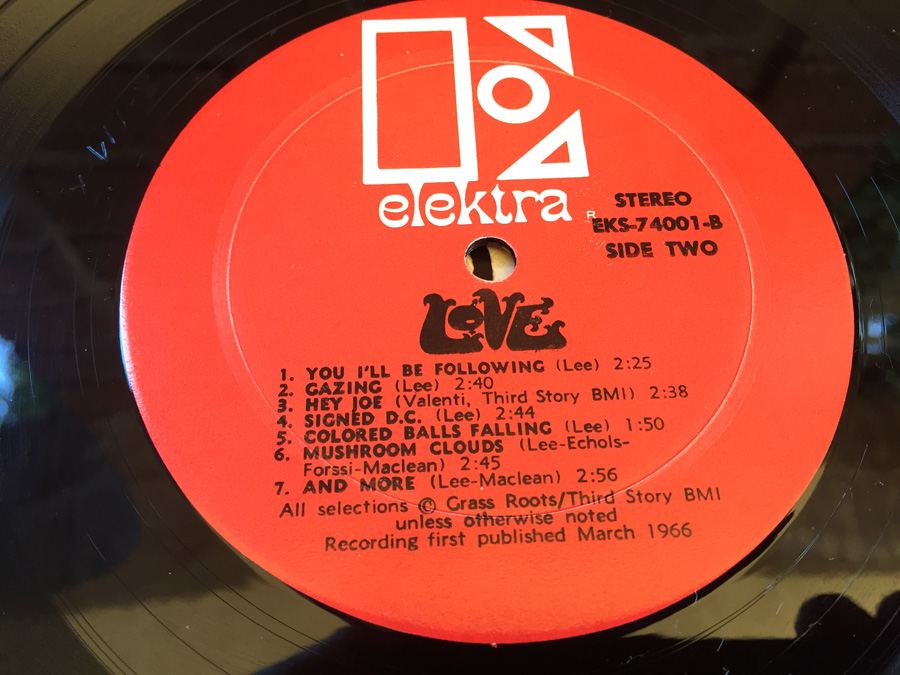 elektra
®
STEREO
EKS-74001-B
SIDE TWO
LOVE
1. YOU I'LL BE FOLLOWING (Lee) 2:25
2. GAZING (Lee) 2:40
3. HEY JOE (Valenti, Third Story BMI) 2:38
4. SIGNED D.C. (Lee) 2:44
5. COLORED BALLS FALLING (Lee) 1:50
6. MUSHROOM CLOUDS (Lee-Echols-
Forssi-Maclean) 2:45
7. AND MORE (Lee-Maclean) 2:56
All selections © Grass Roots/Third Story BMI
unless otherwise noted
Recording first published March 1966